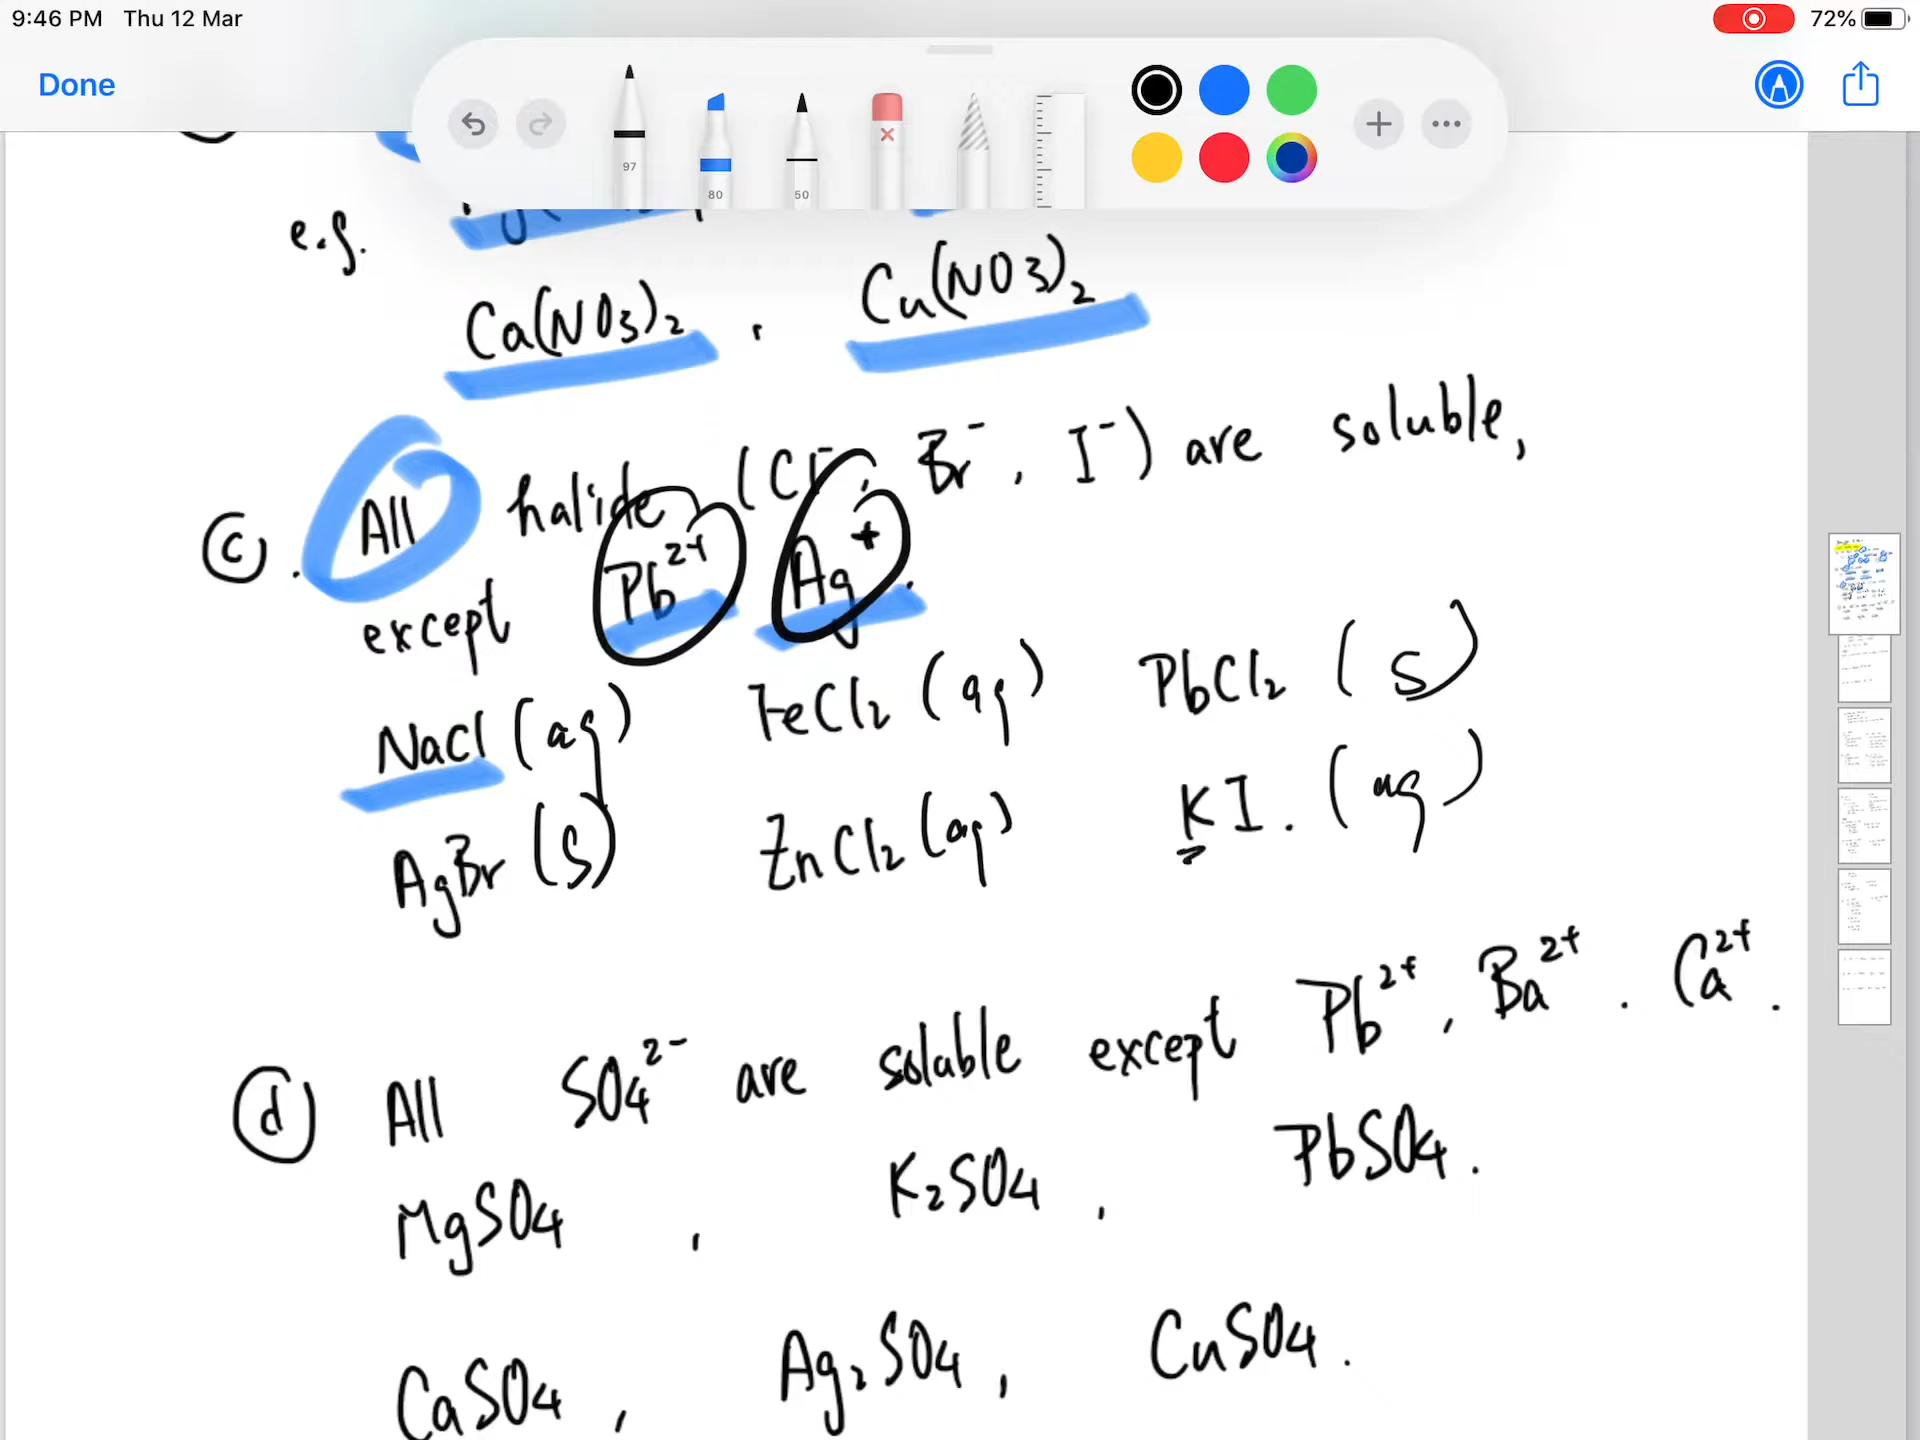 9:46 PM Thu 12 Mar
72%
Done
97
80
50
e.g.
Ca(NO3)₂ , Cu(NO3)₂
ⓒ. All halide (Cl⁻, Br⁻, I⁻) are soluble,
except Pb²⁺ Ag⁺.
NaCl (aq) FeCl₂ (aq) PbCl₂ (s)
AgBr (s) ZnCl₂ (aq) KI. (aq)
ⓓ All SO4²⁻ are soluble except Pb²⁺, Ba²⁺. Ca²⁺.
MgSO4 , K₂SO4 , PbSO4.
CaSO4 , Ag₂SO4 , CuSO4.